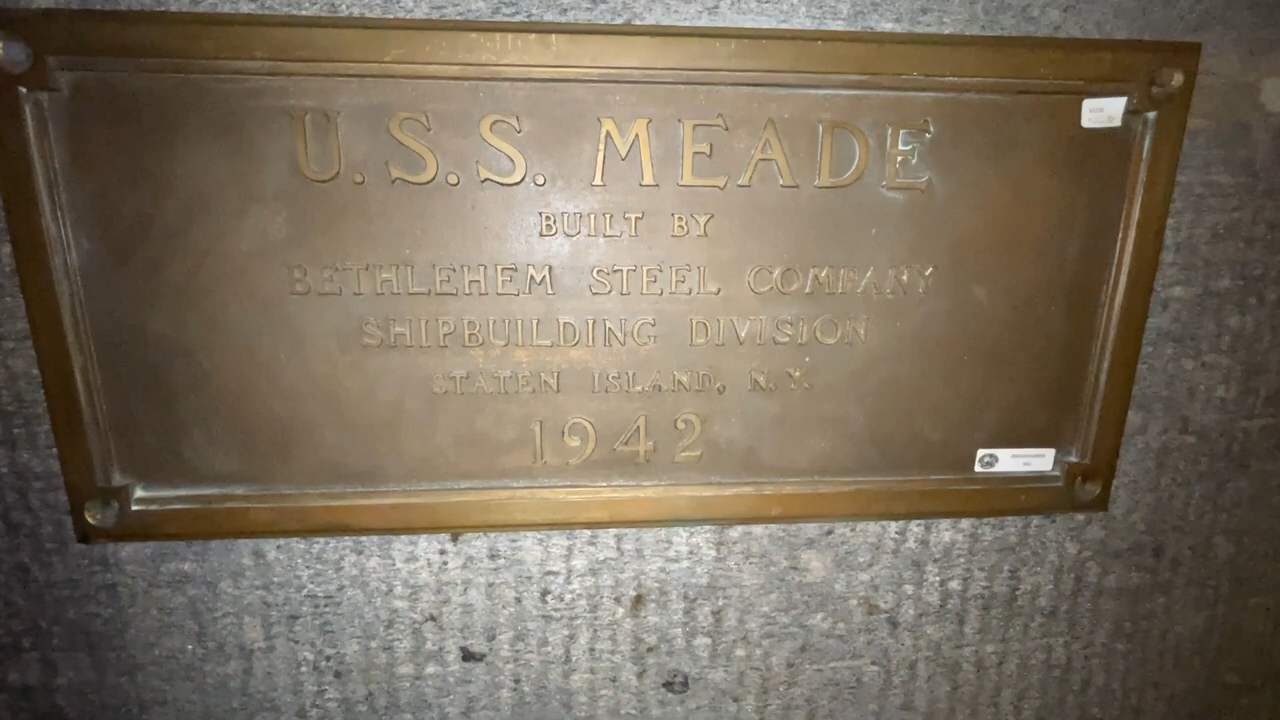 U.S.S. MEADE
BUILT BY
BETHLEHEM STEEL COMPANY
SHIPBUILDING DIVISION
STATEN ISLAND, N.Y.
1942